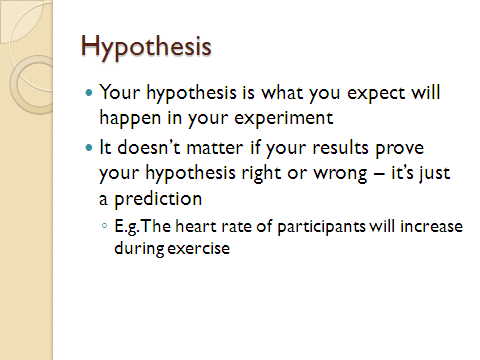 Hypothesis
• Your hypothesis is what you expect will
happen in your experiment
• It doesn’t matter if your results prove
your hypothesis right or wrong – it’s just
a prediction
◦ E.g. The heart rate of participants will increase
during exercise